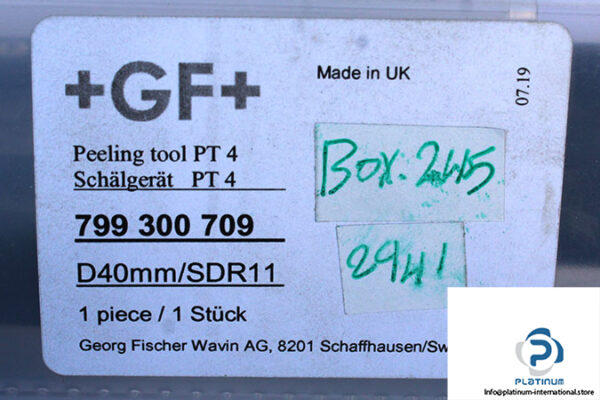 +GF+
Made in UK
07.19
Peeling tool PT 4
Schälgerät PT 4
Box: 245
799 300 709
2941
D40mm/SDR11
1 piece / 1 Stück
Georg Fischer Wavin AG, 8201 Schaffhausen/Sw
PLATINUM
Info@platinum-international.store